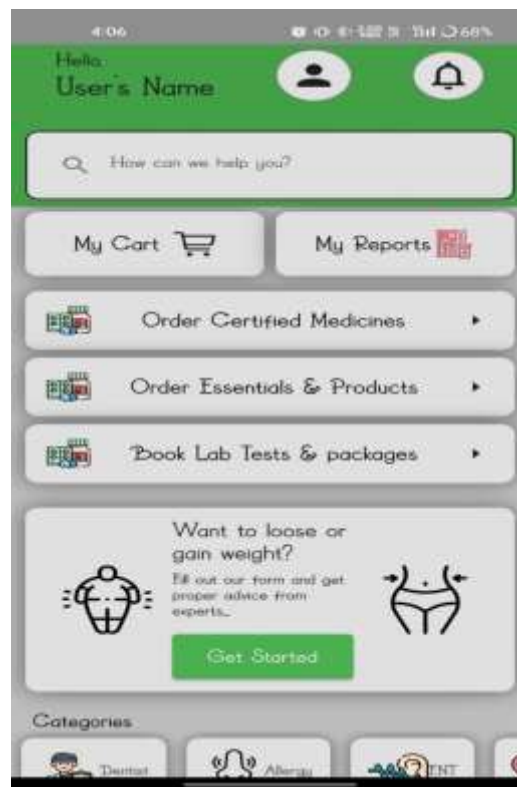 4:06
68%
Hello
User's Name
How can we help you?
My Cart
My Reports
Order Certified Medicines
Order Essentials & Products
Book Lab Tests & packages
Want to loose or
gain weight?
Fill out our form and get
proper advice from
experts..
Get Started
Categories
Dentist
Allergy
ENT